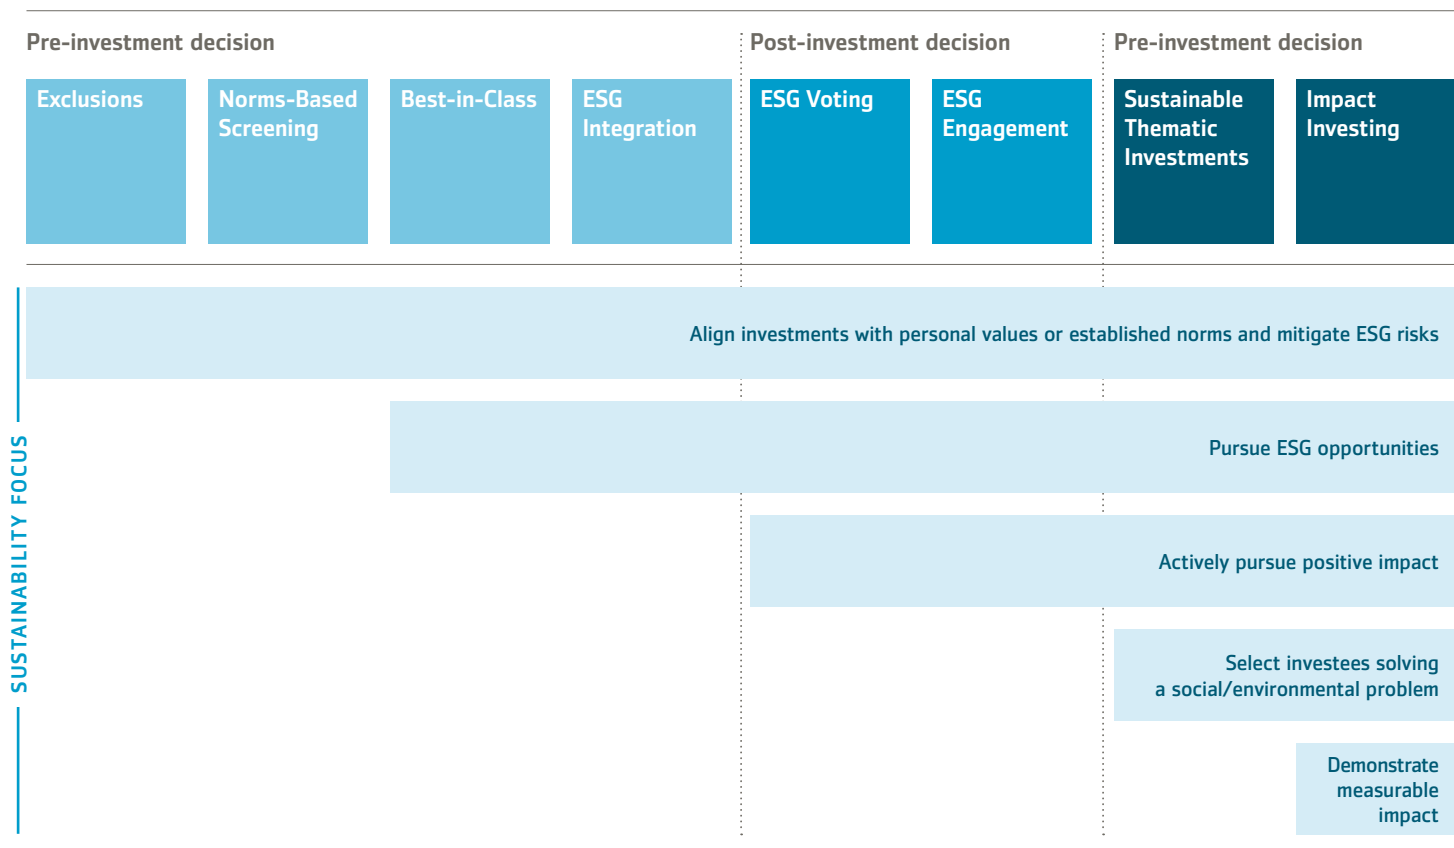 Pre-investment decision
Post-investment decision
Pre-investment decision
Exclusions
Norms-Based
Screening
Best-in-Class
ESG
Integration
ESG Voting
ESG
Engagement
Sustainable
Thematic
Investments
Impact
Investing
SUSTAINABILITY FOCUS
Align investments with personal values or established norms and mitigate ESG risks
Pursue ESG opportunities
Actively pursue positive impact
Select investees solving
a social/environmental problem
Demonstrate
measurable
impact